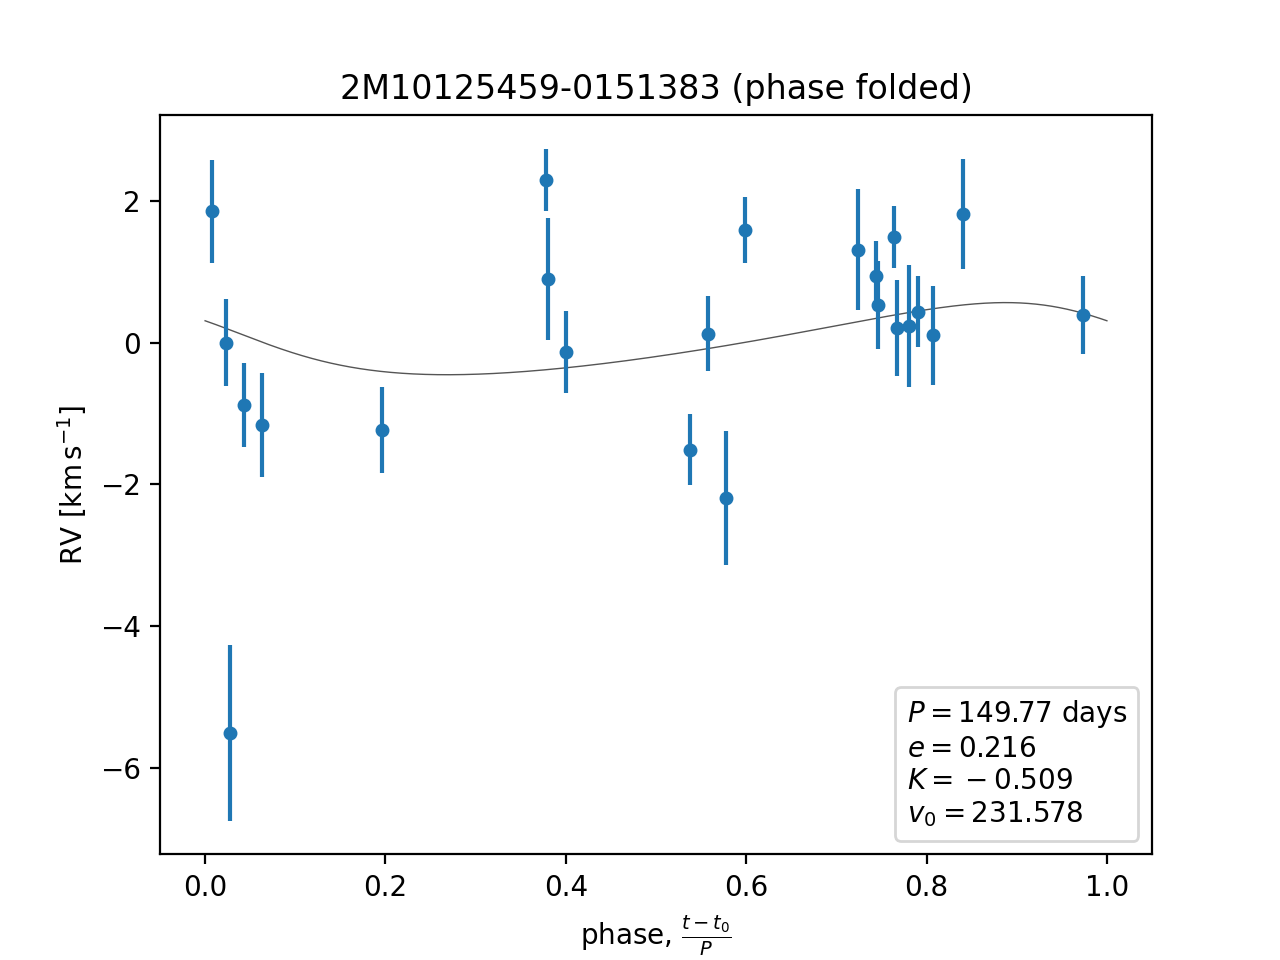 2M10125459-0151383 (phase folded)
RV [km s⁻¹]
2
0
−2
−4
−6
P = 149.77 days
e = 0.216
K = −0.509
v₀ = 231.578
0.0 0.2 0.4 0.6 0.8 1.0
phase, (t − t₀)/P